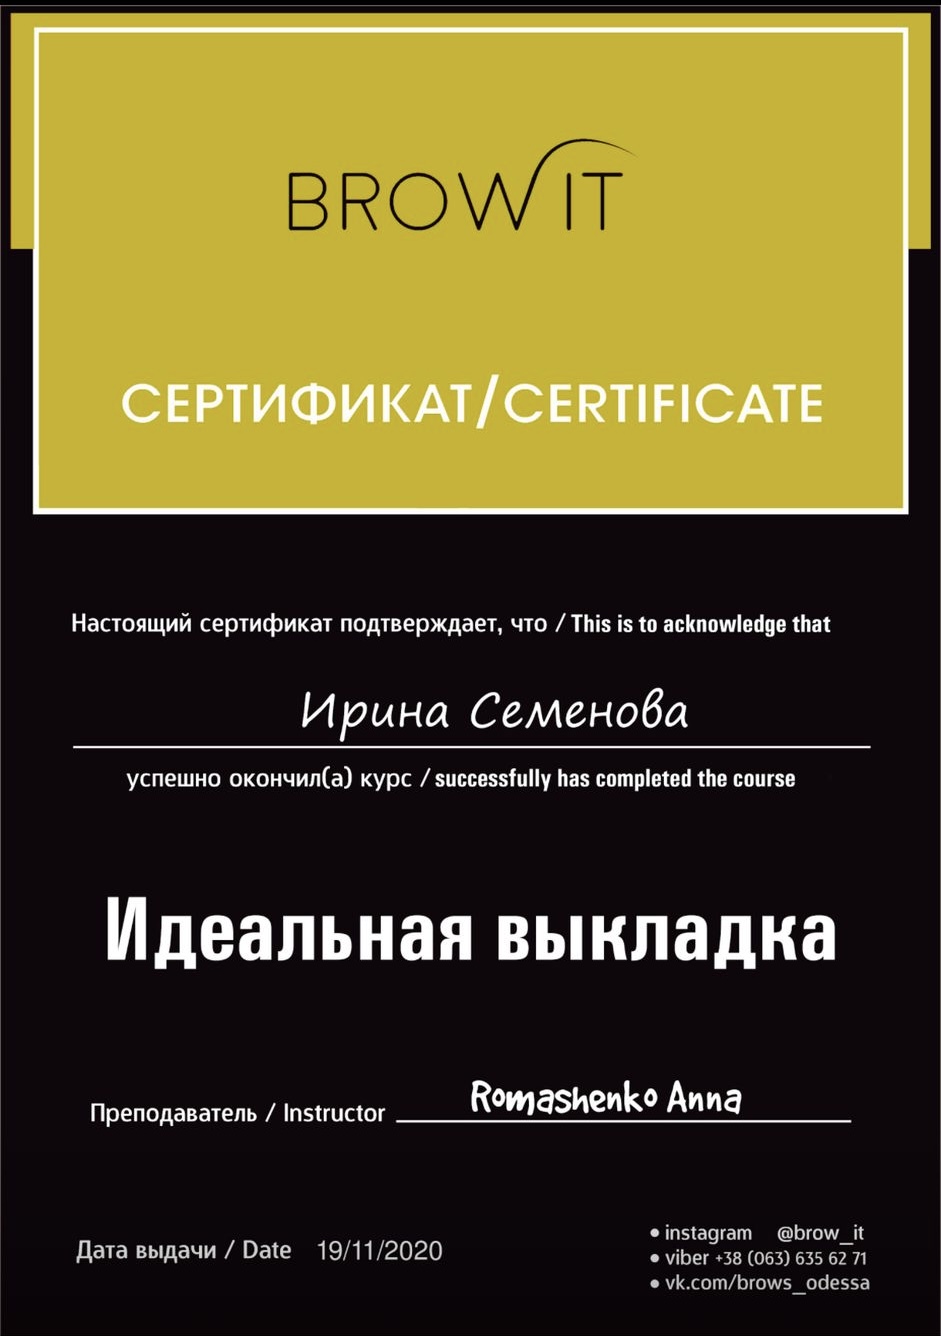 BROW IT
СЕРТИФИКАТ/CERTIFICATE
Настоящий сертификат подтверждает, что / This is to acknowledge that
Ирина Семенова
успешно окончил(а) курс / successfully has completed the course
Идеальная выкладка
Преподаватель / Instructor Romashenko Anna
Дата выдачи / Date 19/11/2020
• instagram @brow_it
• viber +38 (063) 635 62 71
• vk.com/brows_odessa